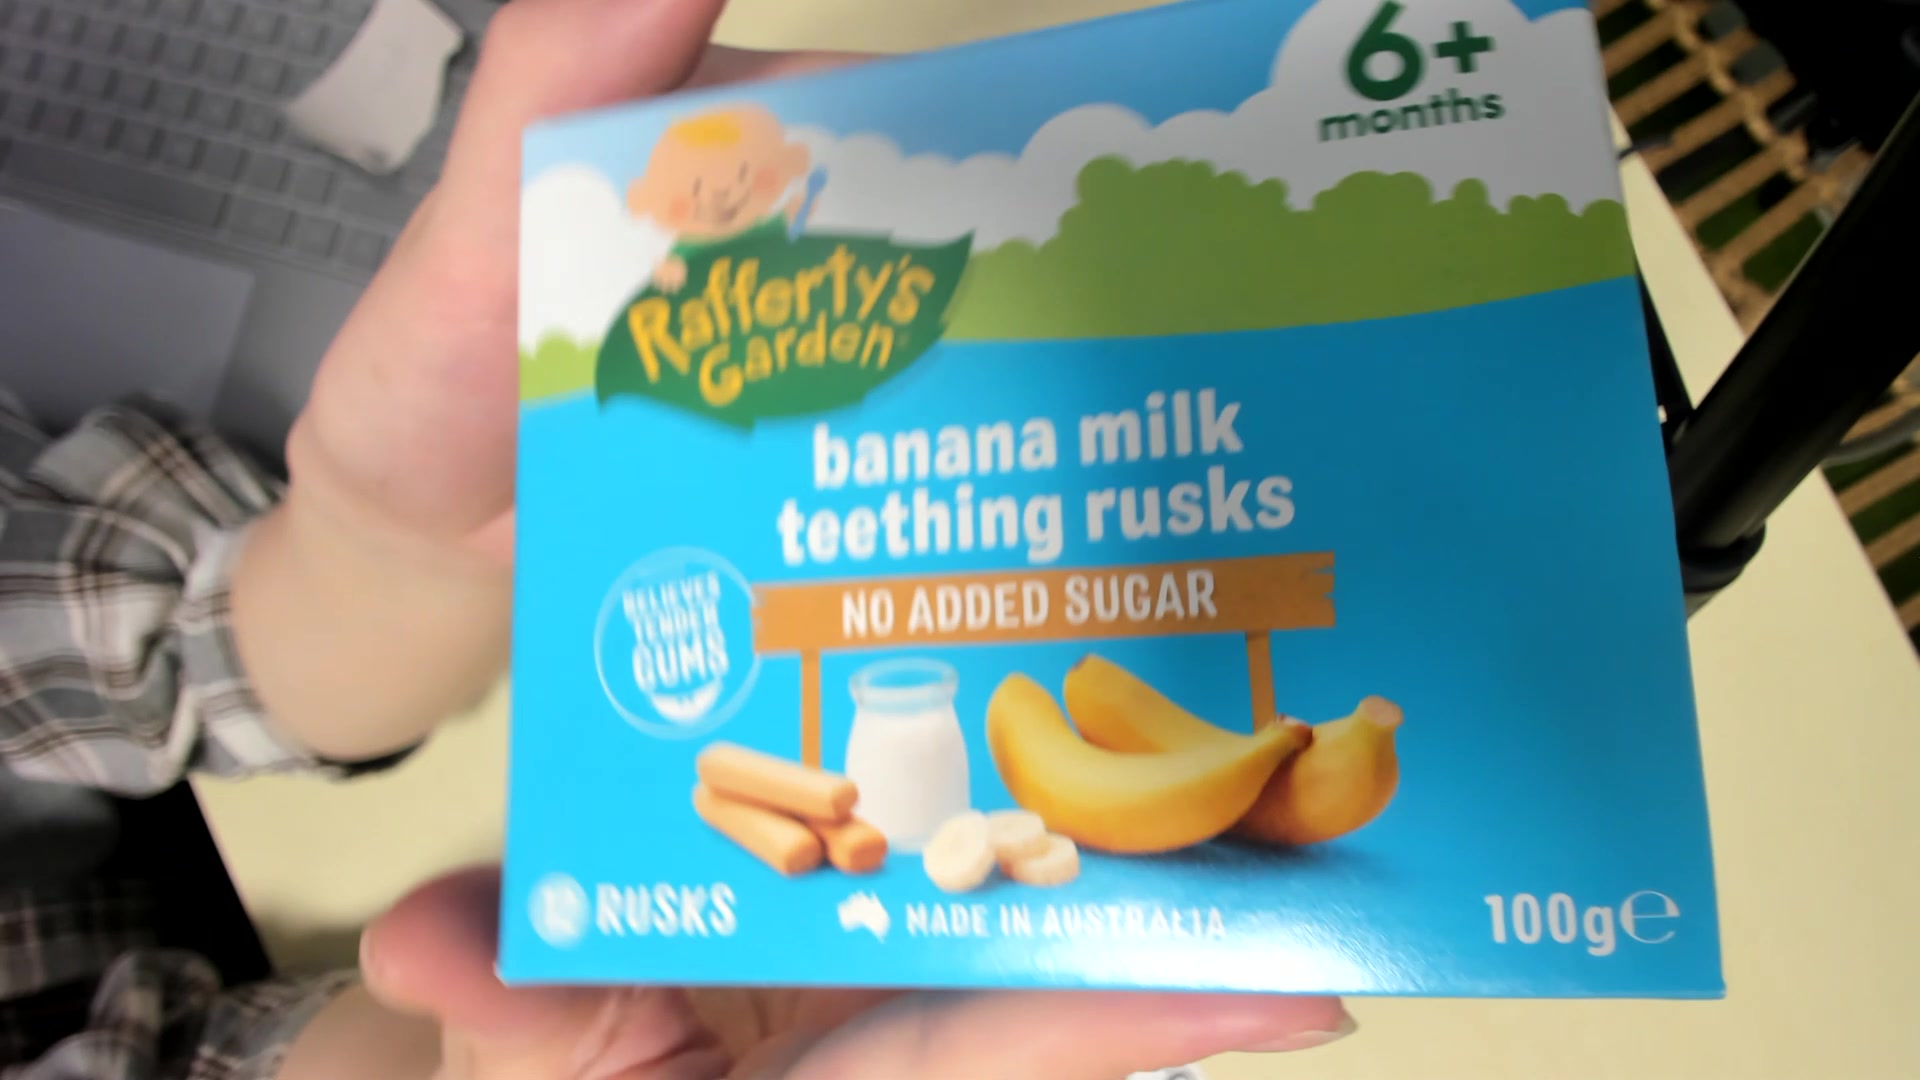 6+
months
Rafferty's
Garden
banana milk
teething rusks
NO ADDED SUGAR
RELIEVES
TENDER
GUMS
12 RUSKS
MADE IN AUSTRALIA
100g℮